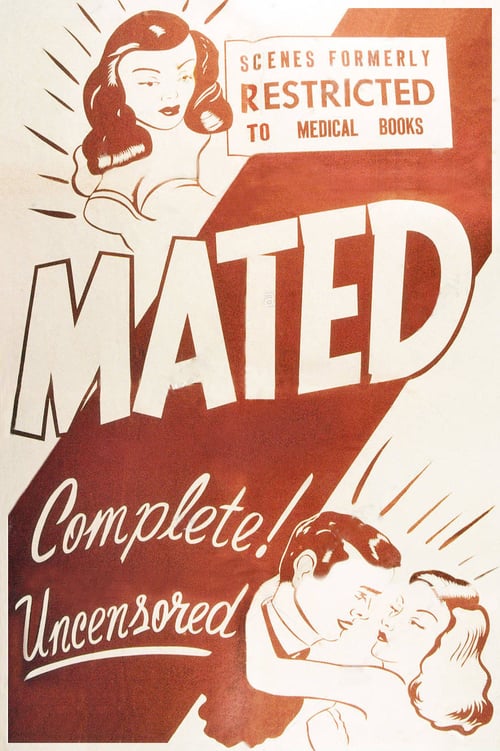 SCENES FORMERLY
RESTRICTED
TO MEDICAL BOOKS
MATED
Complete!
Uncensored